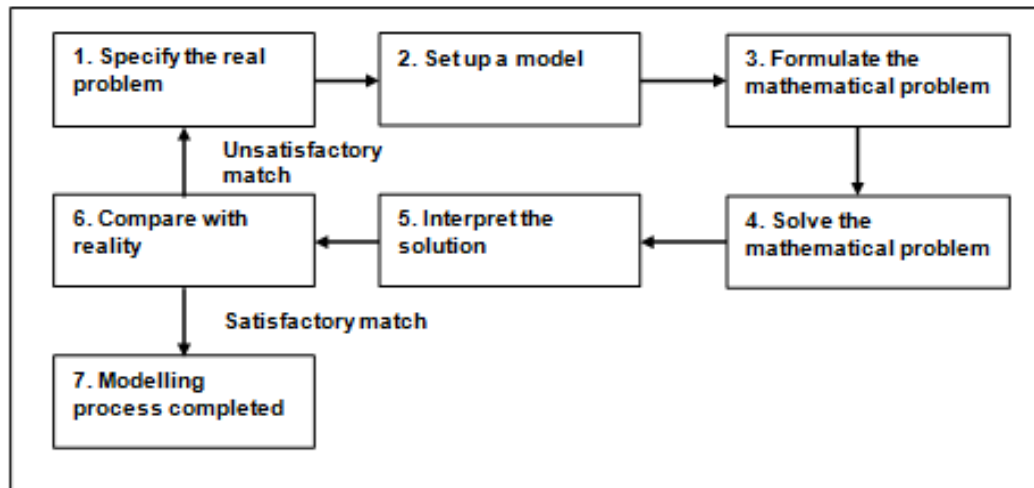 1. Specify the real
problem
2. Set up a model
3. Formulate the
mathematical problem
Unsatisfactory
match
6. Compare with
reality
5. Interpret the
solution
4. Solve the
mathematical problem
Satisfactory match
7. Modelling
process completed